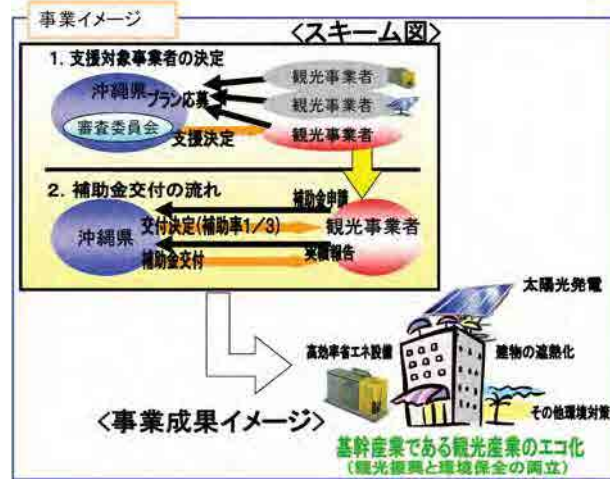 事業イメージ
<スキーム図>
1．支援対象事業者の決定
沖縄県
プラン応募
審査委員会
支援決定
観光事業者
観光事業者
観光事業者
2．補助金交付の流れ
補助金申請
沖縄県
交付決定(補助率1／3)
観光事業者
実績報告
補助金交付
太陽光発電
高効率省エネ設備
建物の遮熱化
その他環境対策
<事業成果イメージ>
基幹産業である観光産業のエコ化
(観光振興と環境保全の両立)